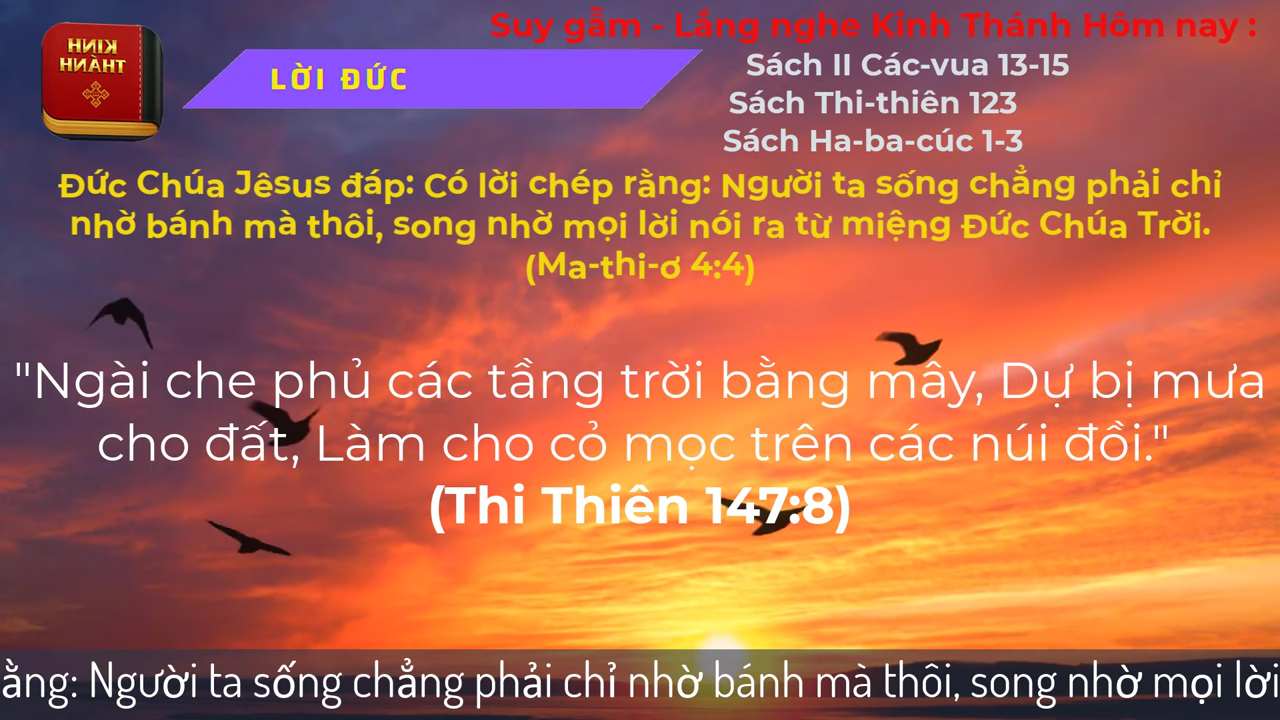 Suy gẫm - Lắng nghe Kinh Thánh Hôm nay :
KINH
THÁNH
LỜI ĐỨC
Sách II Các-vua 13-15
Sách Thi-thiên 123
Sách Ha-ba-cúc 1-3
Đức Chúa Jêsus đáp: Có lời chép rằng: Người ta sống chẳng phải chỉ
nhờ bánh mà thôi, song nhờ mọi lời nói ra từ miệng Đức Chúa Trời.
(Ma-thi-ơ 4:4)
"Ngài che phủ các tầng trời bằng mây, Dự bị mưa
cho đất, Làm cho cỏ mọc trên các núi đồi."
(Thi Thiên 147:8)
ằng: Người ta sống chẳng phải chỉ nhờ bánh mà thôi, song nhờ mọi lời